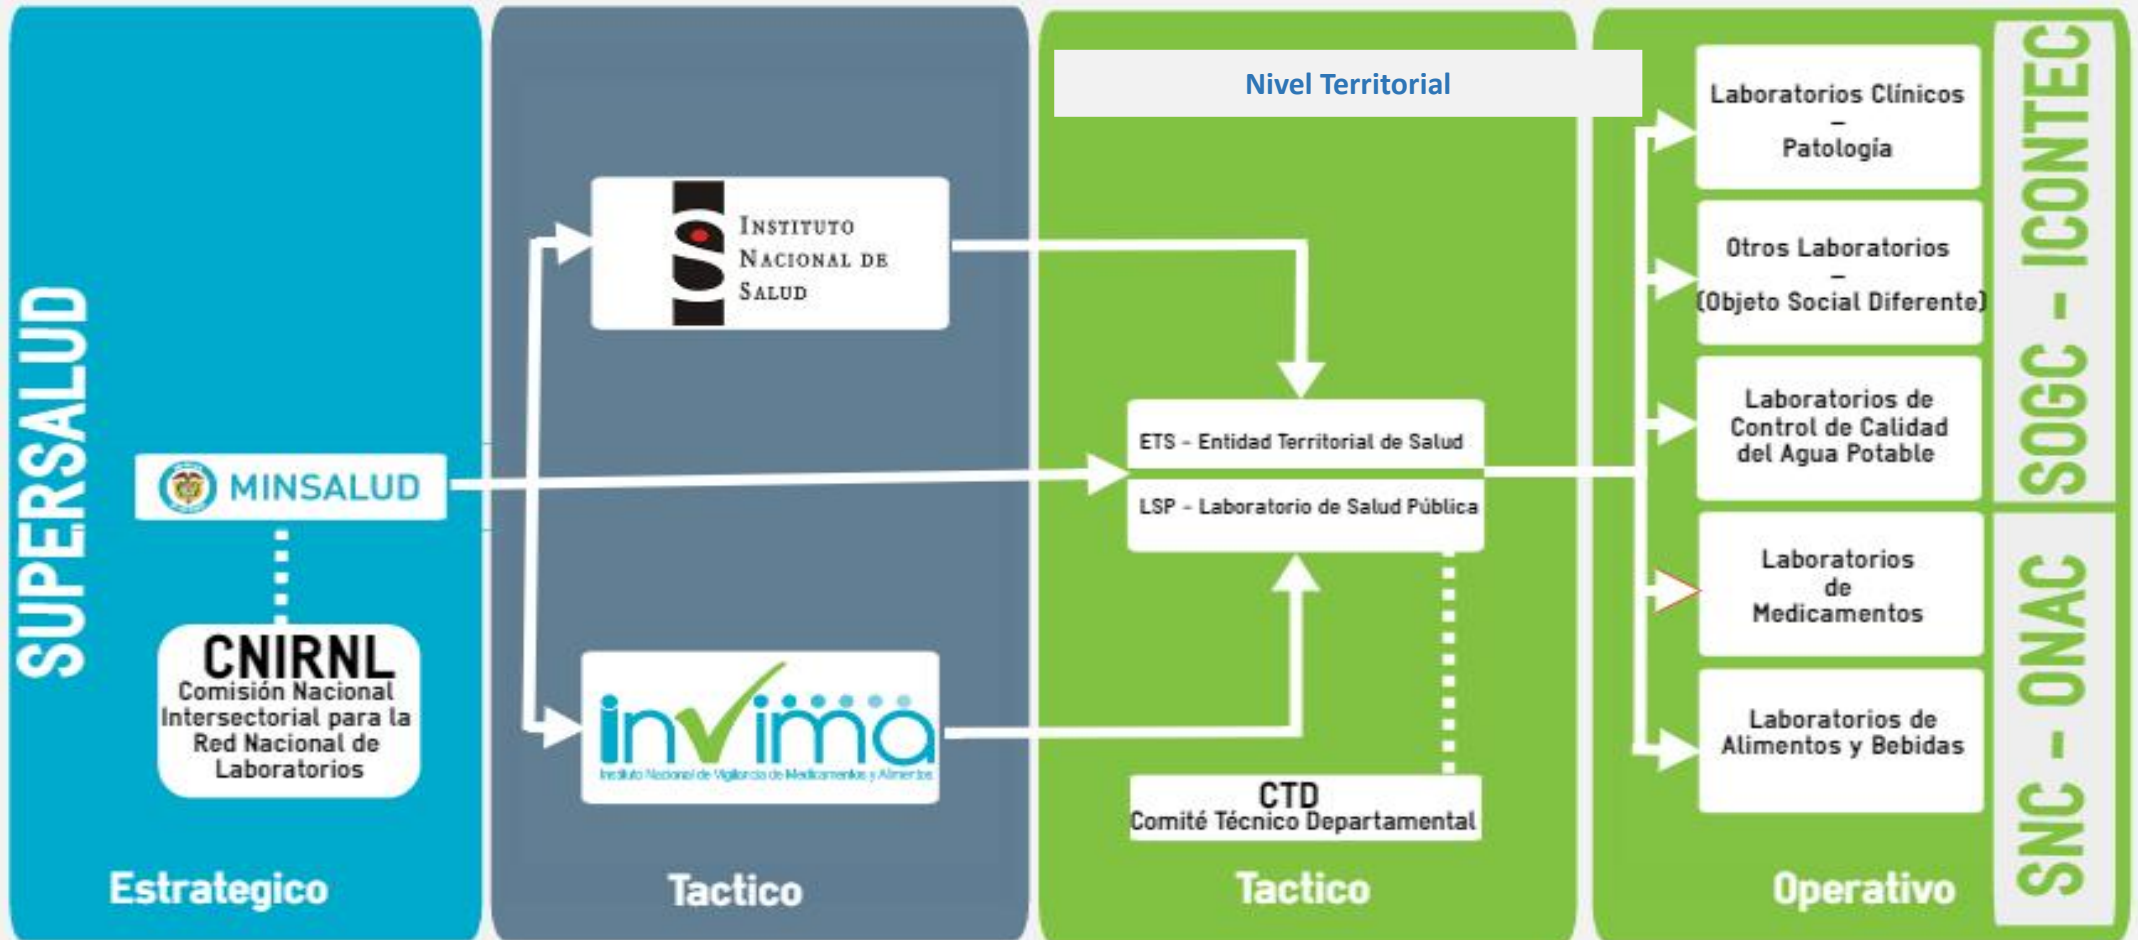 SUPERSALUD
MINSALUD
CNIRNL
Comisión Nacional
Intersectorial para la
Red Nacional de
Laboratorios
Estrategico
INSTITUTO
NACIONAL DE
SALUD
invima
Instituto Nacional de Vigilancia de Medicamentos y Alimentos
Tactico
Nivel Territorial
ETS - Entidad Territorial de Salud
LSP - Laboratorio de Salud Pública
CTD
Comité Técnico Departamental
Tactico
Laboratorios Clínicos
–
Patología
Otros Laboratorios
–
(Objeto Social Diferente)
Laboratorios de
Control de Calidad
del Agua Potable
Laboratorios
de
Medicamentos
Laboratorios de
Alimentos y Bebidas
Operativo
SOGC - ICONTEC
SNC - ONAC